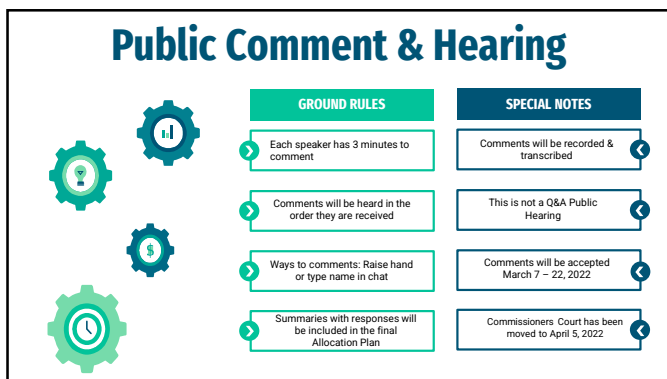 Public Comment & Hearing
GROUND RULES
Each speaker has 3 minutes to
comment
Comments will be heard in the
order they are received
Ways to comments: Raise hand
or type name in chat
Summaries with responses will
be included in the final
Allocation Plan
SPECIAL NOTES
Comments will be recorded &
transcribed
This is not a Q&A Public
Hearing
Comments will be accepted
March 7 – 22, 2022
Commissioners Court has been
moved to April 5, 2022
$